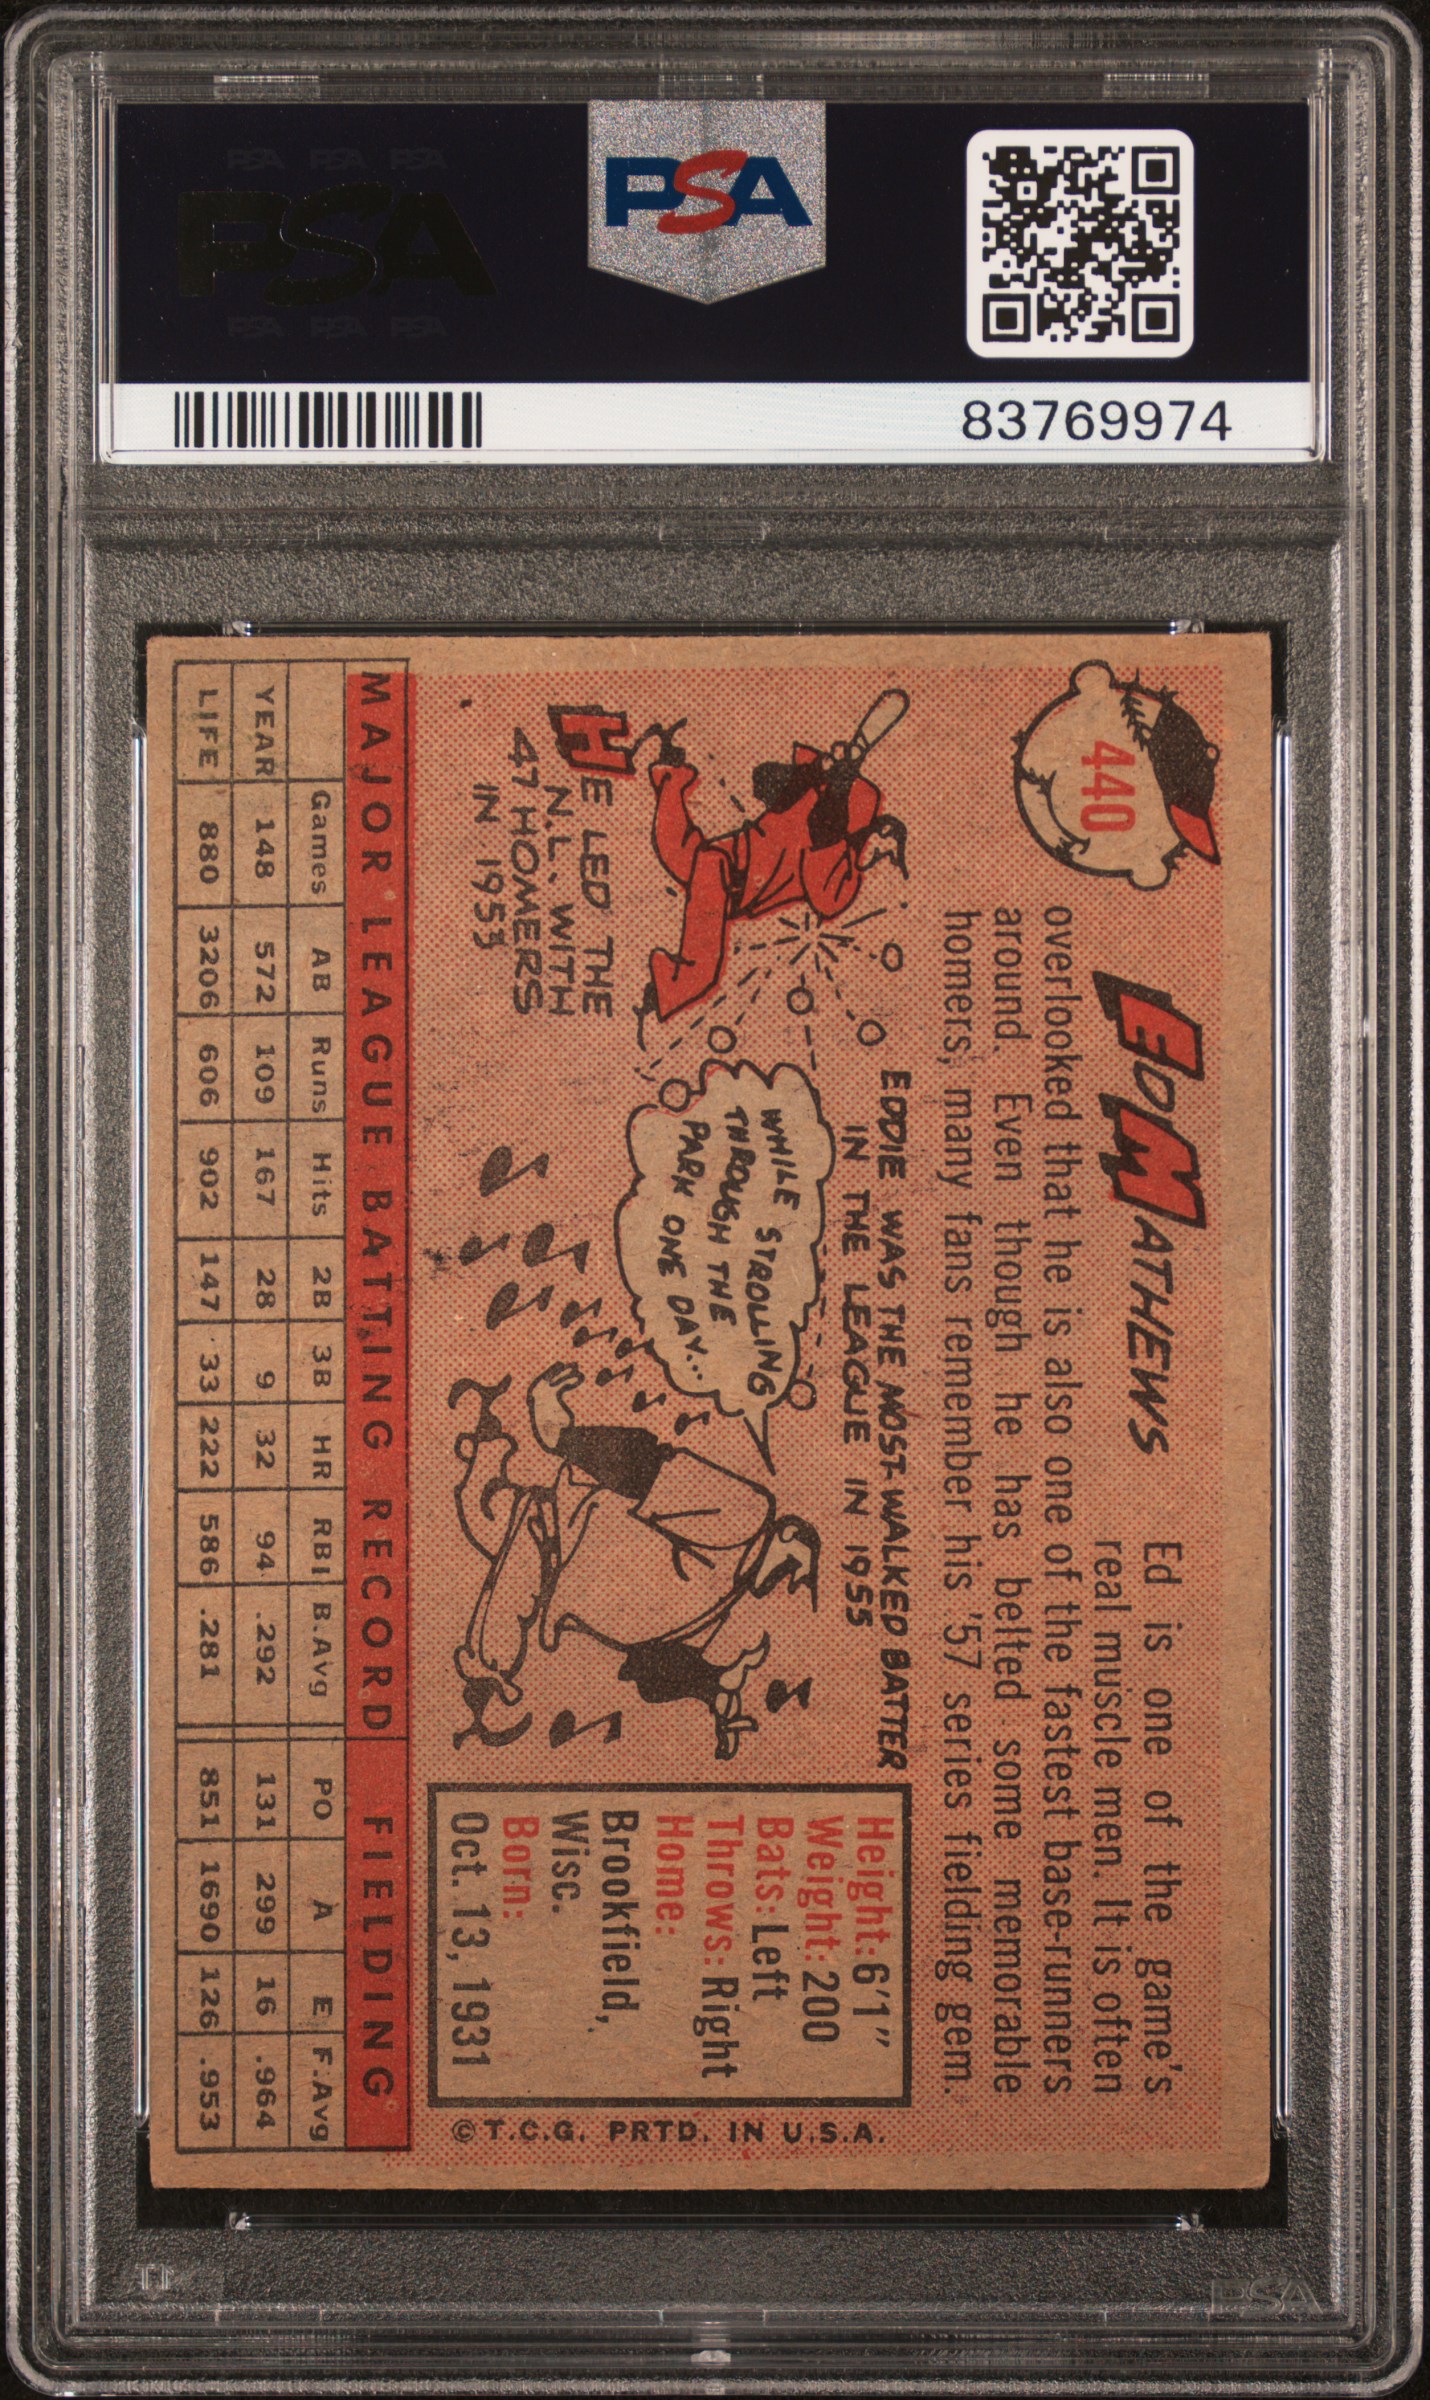 PSA PSA PSA
PSA
PSA PSA PSA
PSA
83769974
440
ED MATHEWS
Ed is one of the game's
real muscle men. It is often
overlooked that he is also one of the fastest base-runners
around. Even though he has belted some memorable
homers, many fans remember his '57 series fielding gem.
EDDIE WAS THE MOST WALKED BATTER
IN THE LEAGUE IN 1955
WHILE STROLLING
THROUGH THE
PARK ONE DAY...
HE LED THE
N.L. WITH
47 HOMERS
IN 1953
Height: 6'1"
Weight: 200
Bats: Left
Throws: Right
Home:
Brookfield,
Wisc.
Born:
Oct. 13, 1931
MAJOR LEAGUE BATTING RECORD FIELDING
Games AB Runs Hits 2B 3B HR RBI B.Avg PO A E F.Avg
YEAR 148 572 109 167 28 9 32 94 .292 131 299 16 .964
LIFE 880 3206 606 902 147 33 222 586 .281 851 1690 126 .953
© T.C.G. PRTD. IN U.S.A.
PSA